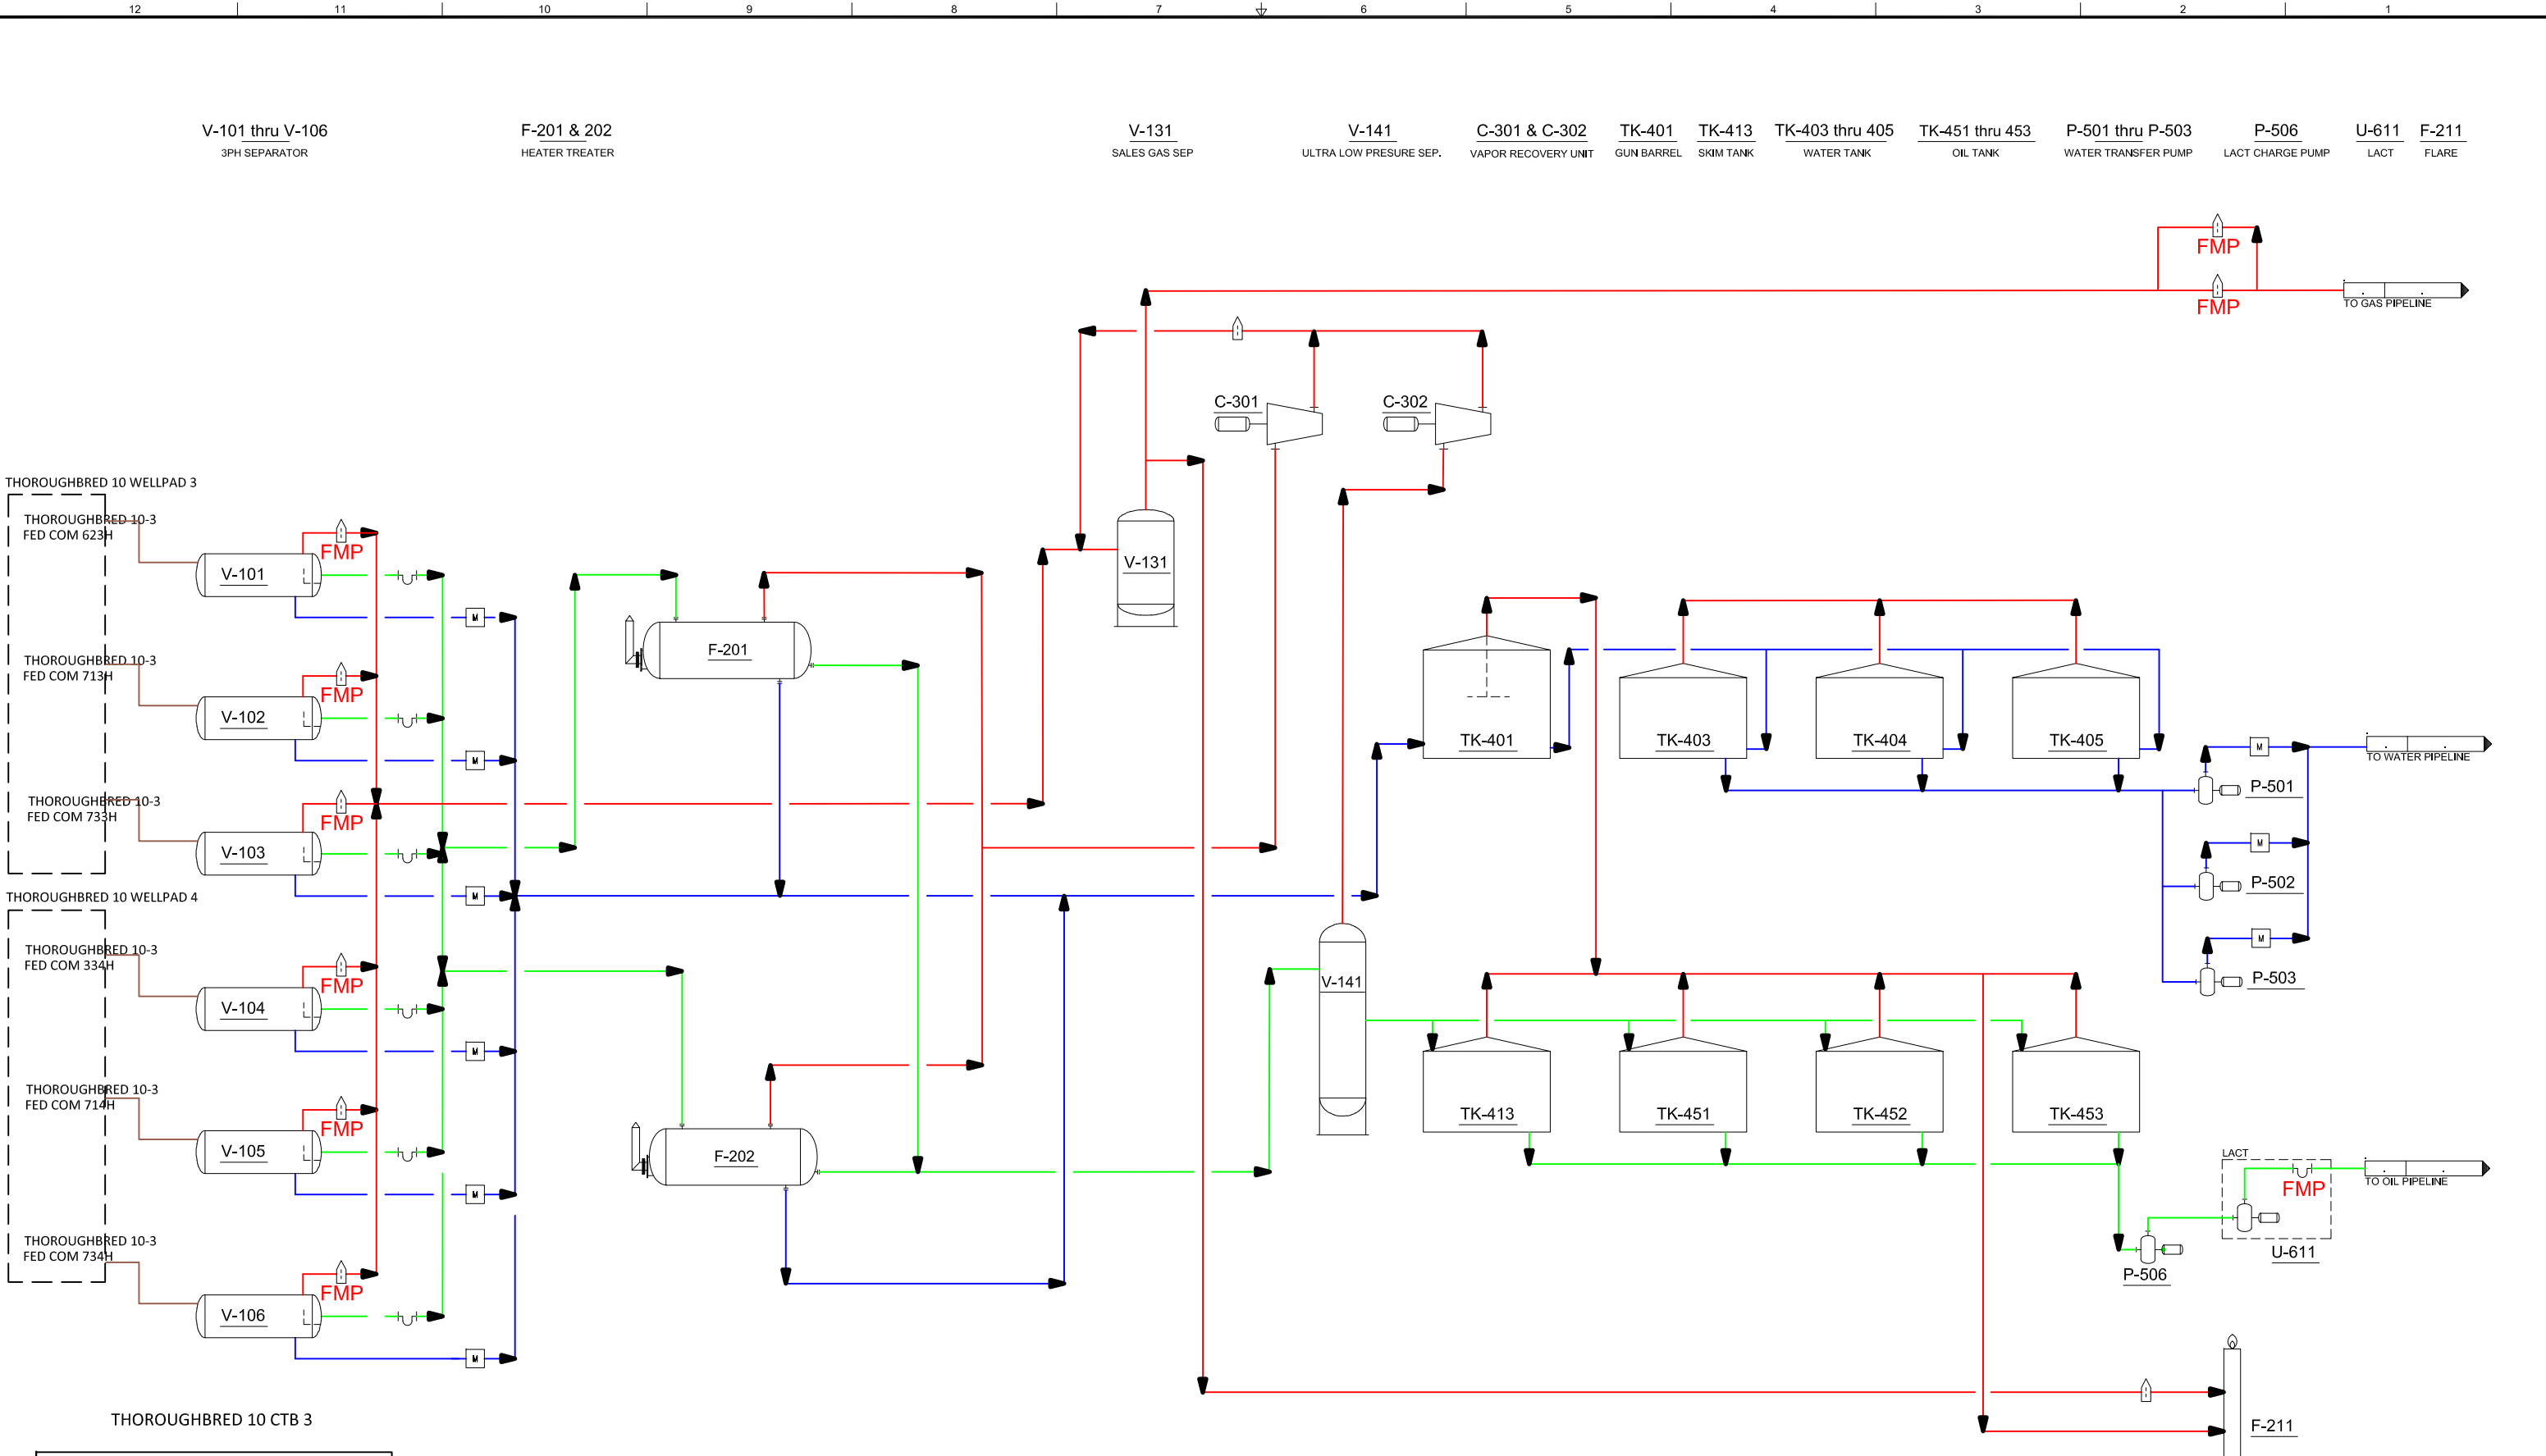 12 11 10 9 8 7 6 5 4 3 2 1
V-101 thru V-106
3PH SEPARATOR
F-201 & 202
HEATER TREATER
V-131
SALES GAS SEP
V-141
ULTRA LOW PRESURE SEP.
C-301 & C-302
VAPOR RECOVERY UNIT
TK-401
GUN BARREL
TK-413
SKIM TANK
TK-403 thru 405
WATER TANK
TK-451 thru 453
OIL TANK
P-501 thru P-503
WATER TRANSFER PUMP
P-506
LACT CHARGE PUMP
U-611
LACT
F-211
FLARE
FMP
FMP
TO GAS PIPELINE
C-301
C-302
THOROUGHBRED 10 WELLPAD 3
THOROUGHBRED 10-3
FED COM 623H
FMP
V-101
M
V-131
THOROUGHBRED 10-3
FED COM 713H
FMP
V-102
M
F-201
TK-401
TK-403
TK-404
TK-405
M
TO WATER PIPELINE
P-501
THOROUGHBRED 10-3
FED COM 733H
FMP
V-103
M
M
P-502
THOROUGHBRED 10 WELLPAD 4
THOROUGHBRED 10-3
FED COM 334H
FMP
V-104
M
V-141
M
P-503
THOROUGHBRED 10-3
FED COM 714H
FMP
V-105
M
F-202
TK-413
TK-451
TK-452
TK-453
LACT
FMP
TO OIL PIPELINE
U-611
P-506
THOROUGHBRED 10-3
FED COM 734H
FMP
V-106
M
THOROUGHBRED 10 CTB 3
F-211